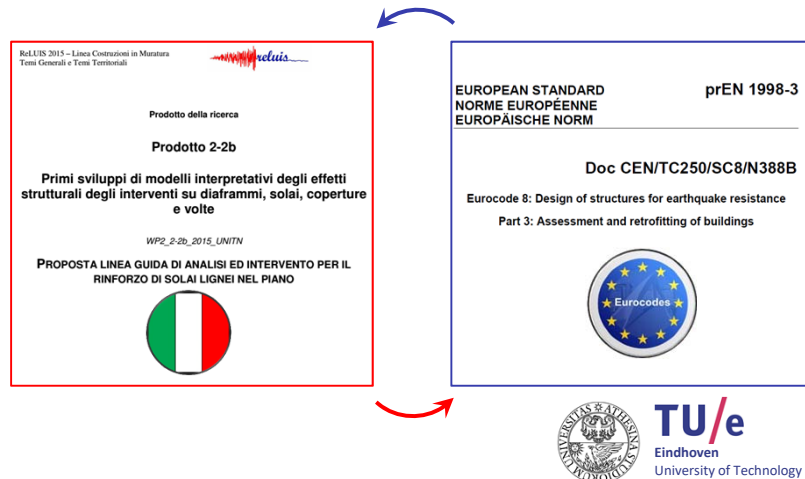 ReLUIS 2015 – Linea Costruzioni in Muratura
Temi Generali e Temi Territoriali
reluis
Prodotto della ricerca
Prodotto 2-2b
Primi sviluppi di modelli interpretativi degli effetti
strutturali degli interventi su diaframmi, solai, coperture
e volte
WP2_2-2b_2015_UNITN
PROPOSTA LINEA GUIDA DI ANALISI ED INTERVENTO PER IL
RINFORZO DI SOLAI LIGNEI NEL PIANO
EUROPEAN STANDARD
NORME EUROPÉENNE
EUROPÄISCHE NORM
prEN 1998-3
Doc CEN/TC250/SC8/N388B
Eurocode 8: Design of structures for earthquake resistance
Part 3: Assessment and retrofitting of buildings
Eurocodes
UNIVERSITAS ATHESINA STUDIORUM
TU/e
Eindhoven
University of Technology